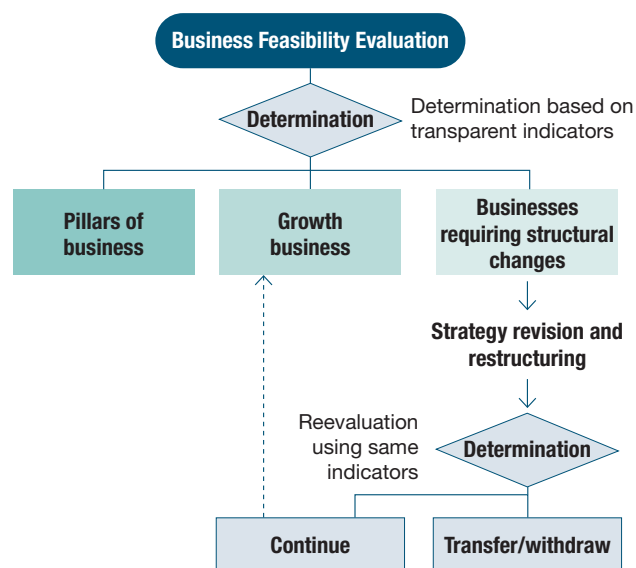 Business Feasibility Evaluation
Determination
Determination based on
transparent indicators
Pillars of
business
Growth
business
Businesses
requiring structural
changes
Strategy revision and
restructuring
Reevaluation
using same
indicators
Determination
Continue
Transfer/withdraw